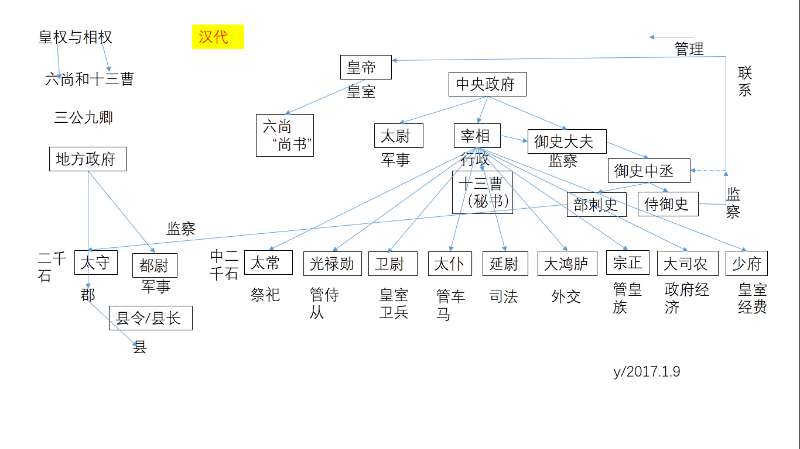 皇权与相权
汉代
六尚和十三曹
三公九卿
管理
联系
皇帝
皇室
中央政府
六尚
“尚书”
太尉
军事
宰相
行政
御史大夫
监察
御史中丞
十三曹
（秘书）
部刺史
侍御史
监察
地方政府
监察
二千石
太守
郡
都尉
军事
县令/县长
县
中二千石
太常
光禄勋
卫尉
太仆
延尉
大鸿胪
宗正
大司农
少府
祭祀
管侍从
皇室卫兵
管车马
司法
外交
管皇族
政府经济
皇室经费
y/2017.1.9